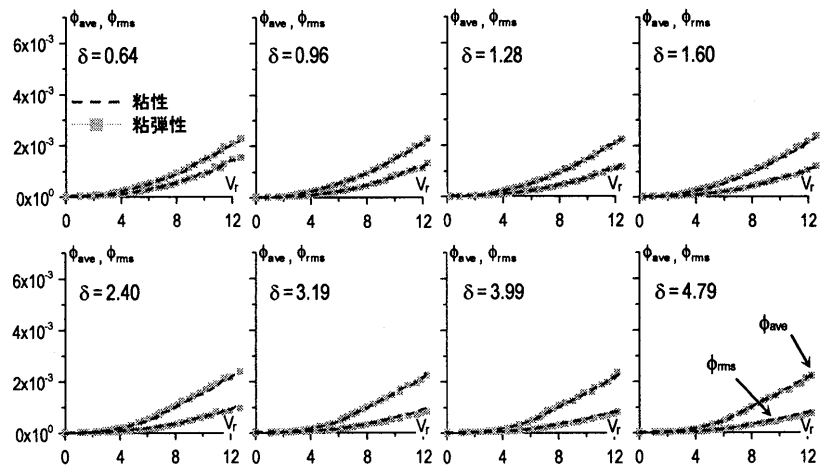 ϕave , ϕrms ϕave , ϕrms ϕave , ϕrms ϕave , ϕrms
6x10⁻³ δ=0.64 δ=0.96 δ=1.28 δ=1.60
4x10⁻³
粘性
粘弾性
2x10⁻³
0x10⁰ Vr Vr Vr Vr
0 4 8 12 0 4 8 12 0 4 8 12 0 4 8 12
ϕave , ϕrms ϕave , ϕrms ϕave , ϕrms ϕave , ϕrms
6x10⁻³ δ=2.40 δ=3.19 δ=3.99 δ=4.79
4x10⁻³ ϕave
2x10⁻³ ϕrms
0x10⁰ Vr Vr Vr Vr
0 4 8 12 0 4 8 12 0 4 8 12 0 4 8 12